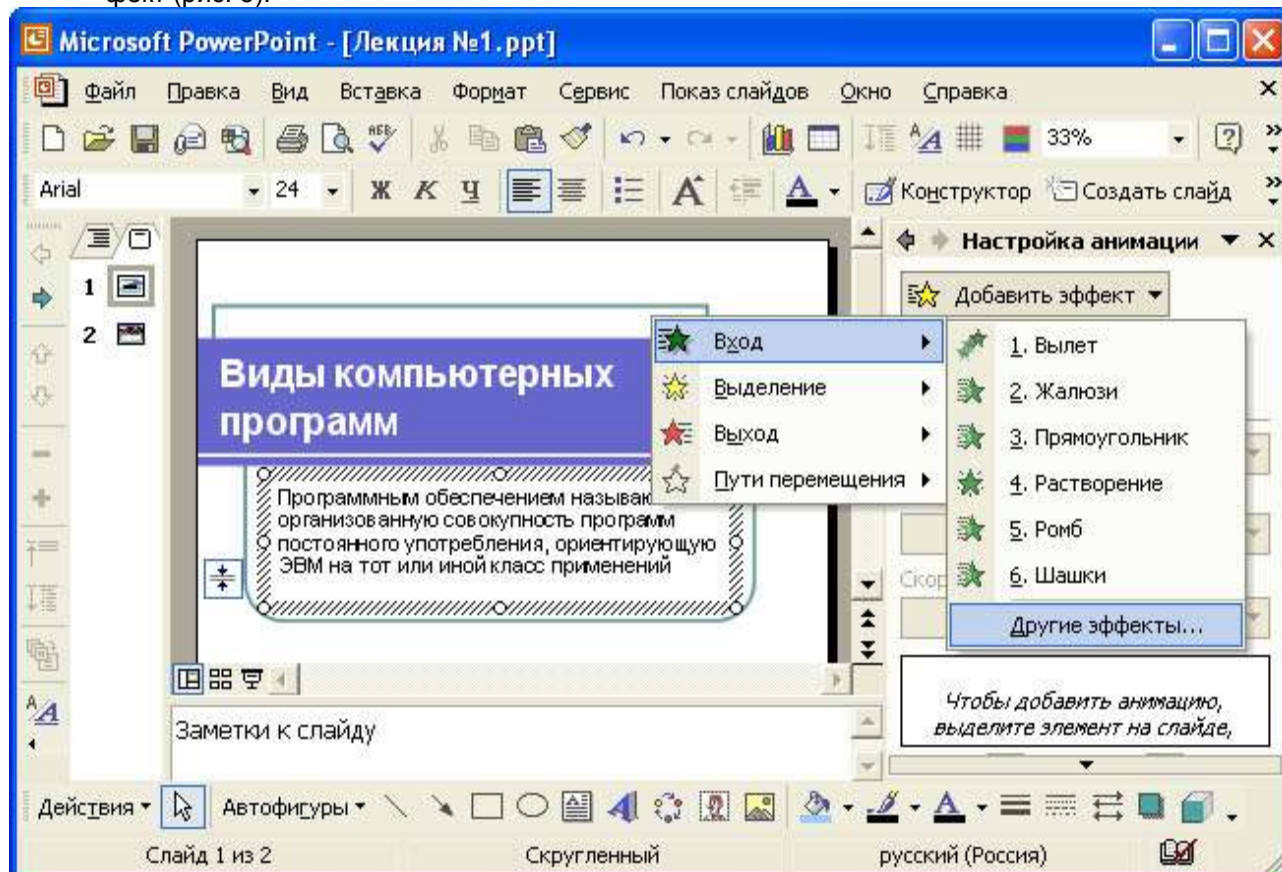 фект (рис. 3).
Microsoft PowerPoint - [Лекция №1.ppt]
Файл Правка Вид Вставка Формат Сервис Показ слайдов Окно Справка
33%
Arial 24 Ж К Ч Конструктор Создать слайд
Настройка анимации
Добавить эффект
1
2
Вход
Выделение
Выход
Пути перемещения
1. Вылет
2. Жалюзи
3. Прямоугольник
4. Растворение
5. Ромб
6. Шашки
Другие эффекты...
Скор
Виды компьютерных
программ
Программным обеспечением называю
организованную совокупность программ
постоянного употребления, ориентирующую
ЭВМ на тот или иной класс применений
Чтобы добавить анимацию,
выделите элемент на слайде,
Заметки к слайду
Действия Автофигуры
Слайд 1 из 2 Скругленный русский (Россия)